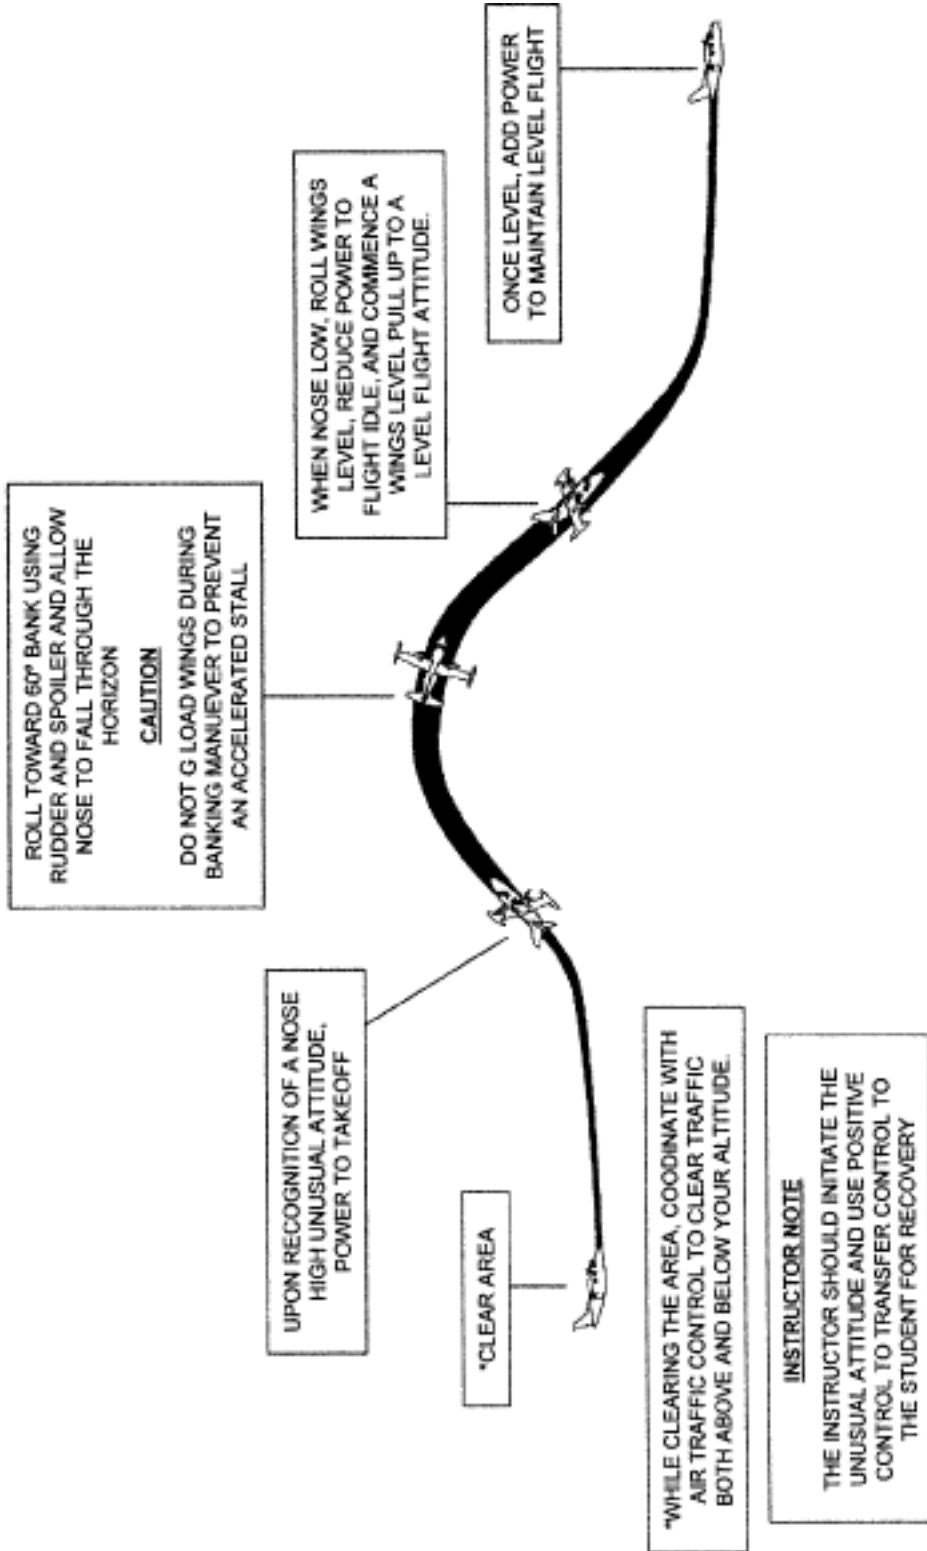 ROLL TOWARD 60° BANK USING
RUDDER AND SPOILER AND ALLOW
NOSE TO FALL THROUGH THE
HORIZON
CAUTION
DO NOT G LOAD WINGS DURING
BANKING MANUEVER TO PREVENT
AN ACCELERATED STALL
UPON RECOGNITION OF A NOSE
HIGH UNUSUAL ATTITUDE,
POWER TO TAKEOFF
WHEN NOSE LOW, ROLL WINGS
LEVEL, REDUCE POWER TO
FLIGHT IDLE, AND COMMENCE A
WINGS LEVEL PULL UP TO A
LEVEL FLIGHT ATTITUDE.
*CLEAR AREA
ONCE LEVEL, ADD POWER
TO MAINTAIN LEVEL FLIGHT
*WHILE CLEARING THE AREA, COODINATE WITH
AIR TRAFFIC CONTROL TO CLEAR TRAFFIC
BOTH ABOVE AND BELOW YOUR ALTITUDE.
INSTRUCTOR NOTE
THE INSTRUCTOR SHOULD INITIATE THE
UNUSUAL ATTITUDE AND USE POSITIVE
CONTROL TO TRANSFER CONTROL TO
THE STUDENT FOR RECOVERY